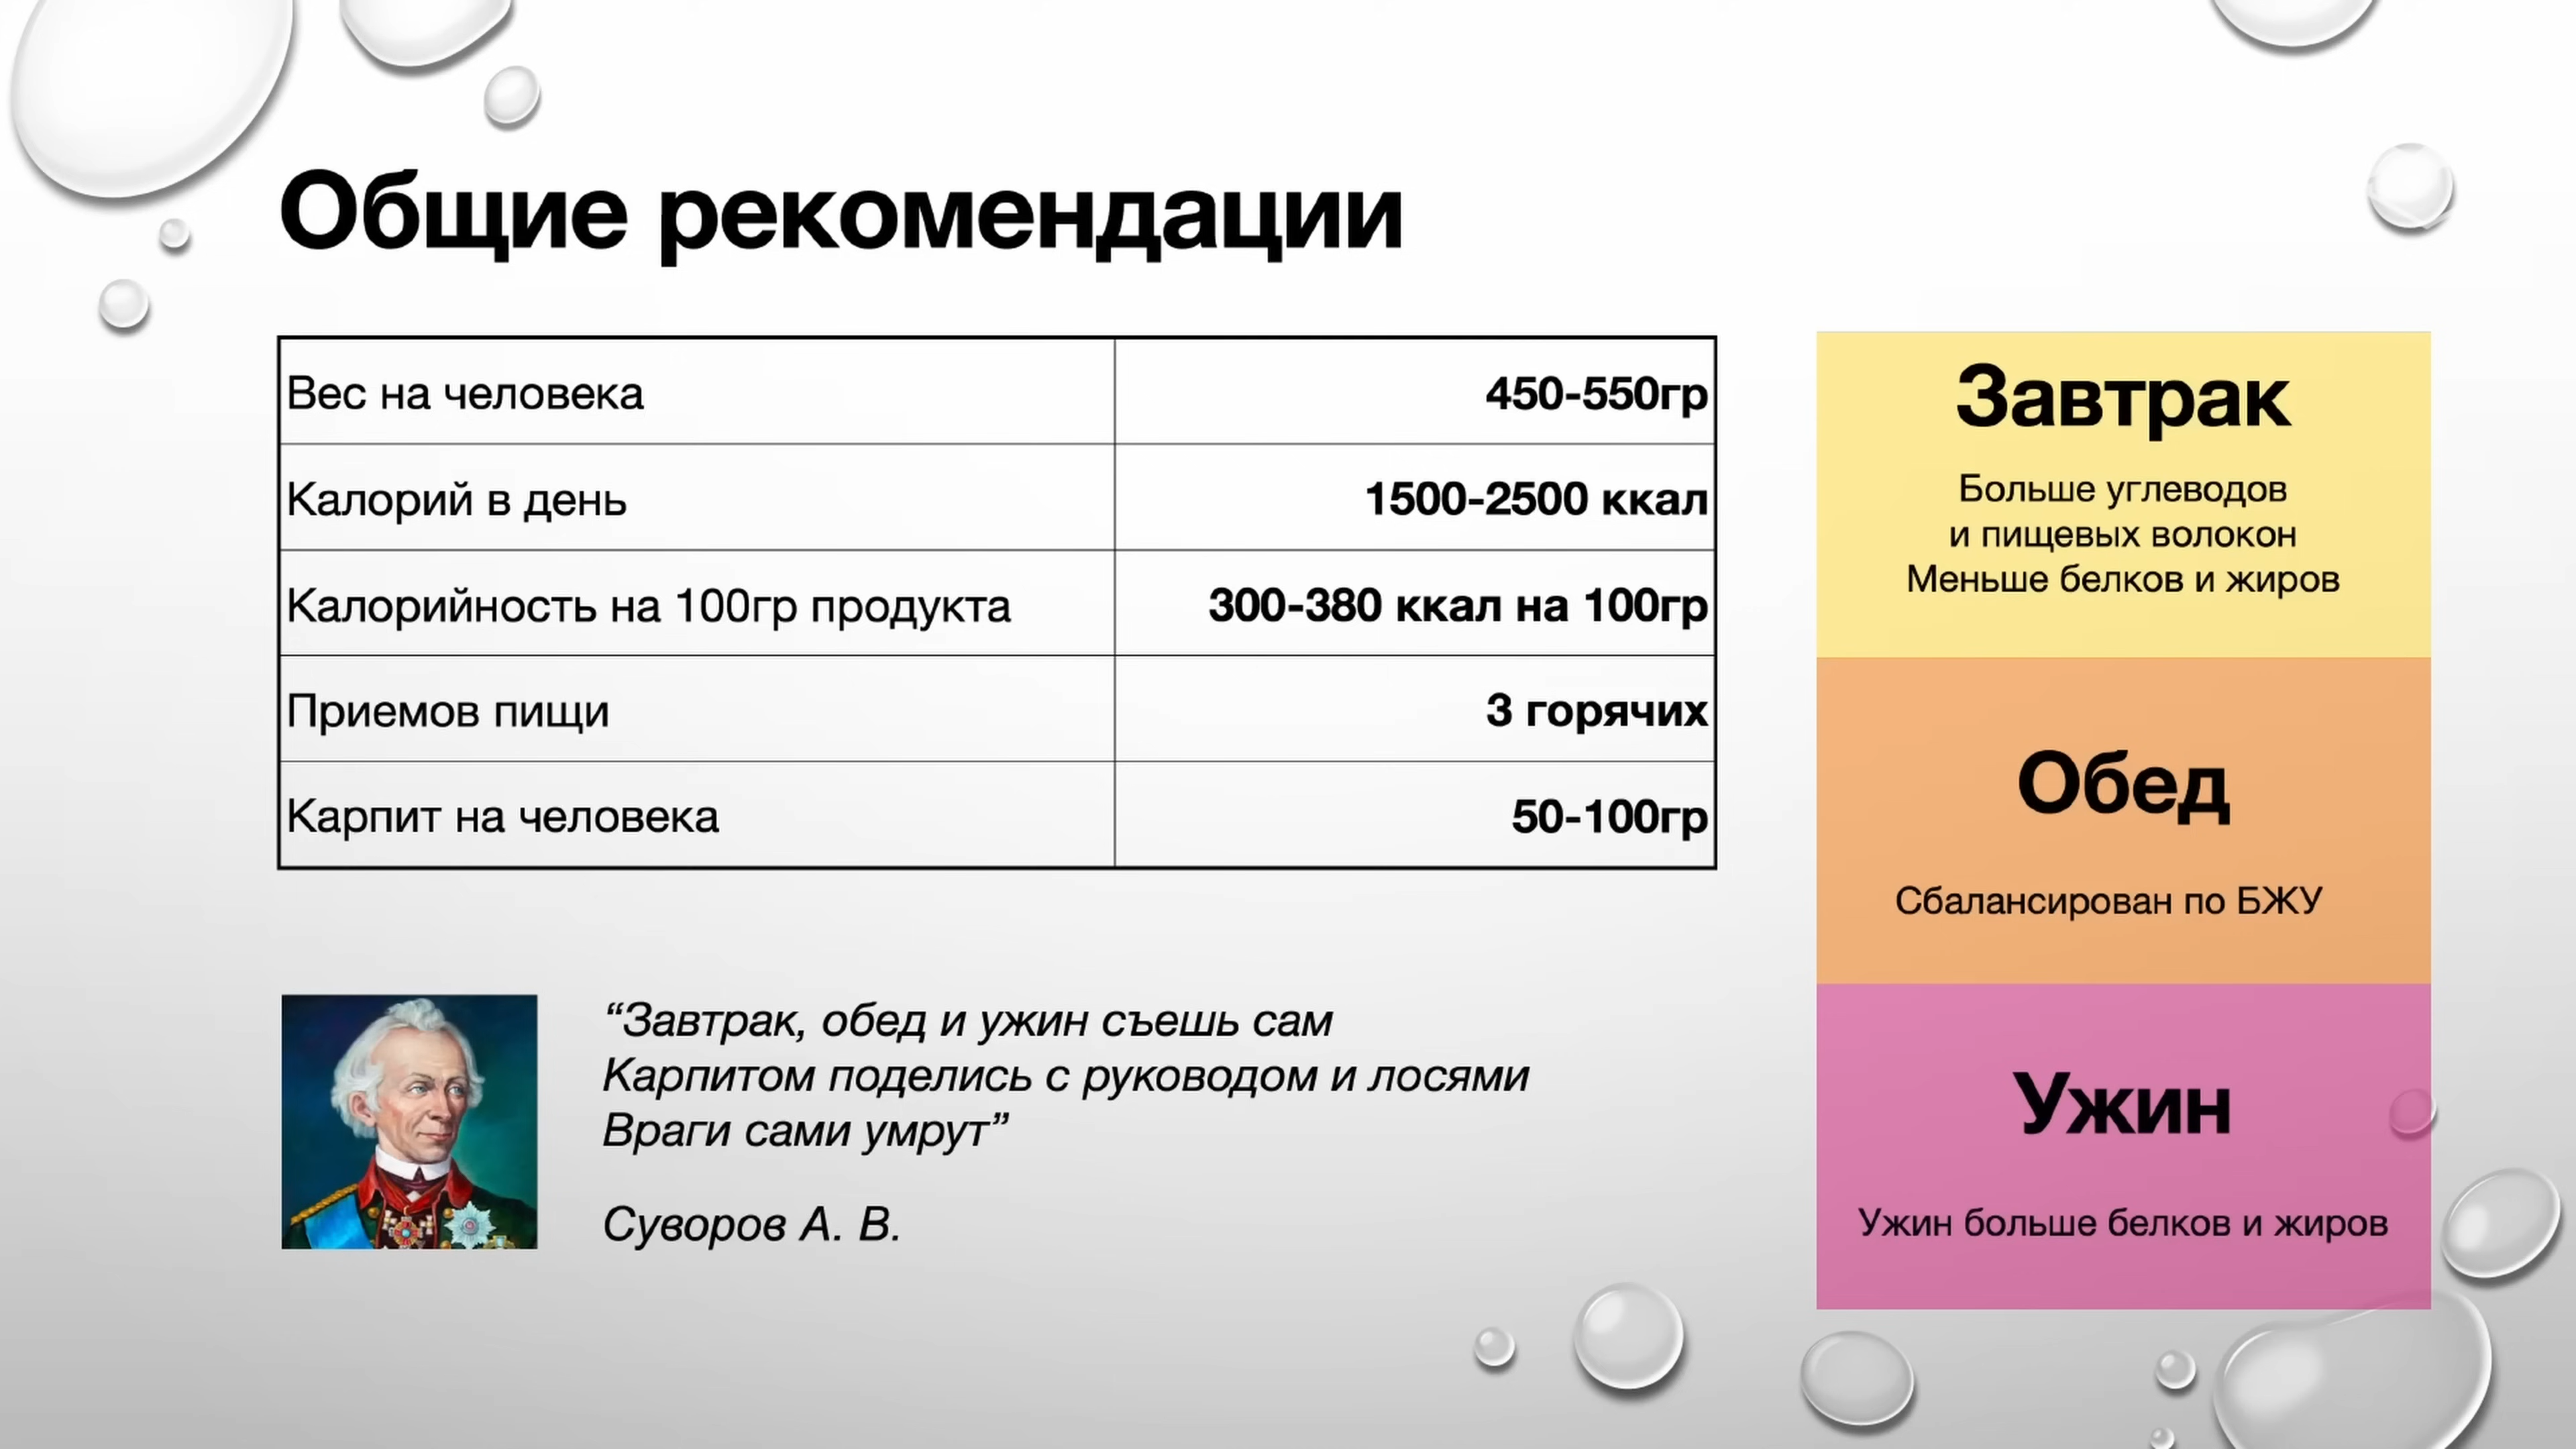 Общие рекомендации
Вес на человека 450-550гр
Калорий в день 1500-2500 ккал
Калорийность на 100гр продукта 300-380 ккал на 100гр
Приемов пищи 3 горячих
Карпит на человека 50-100гр
“Завтрак, обед и ужин съешь сам
Карпитом поделись с руководом и лосями
Враги сами умрут”
Суворов А. В.
Завтрак
Больше углеводов
и пищевых волокон
Меньше белков и жиров
Обед
Сбалансирован по БЖУ
Ужин
Ужин больше белков и жиров